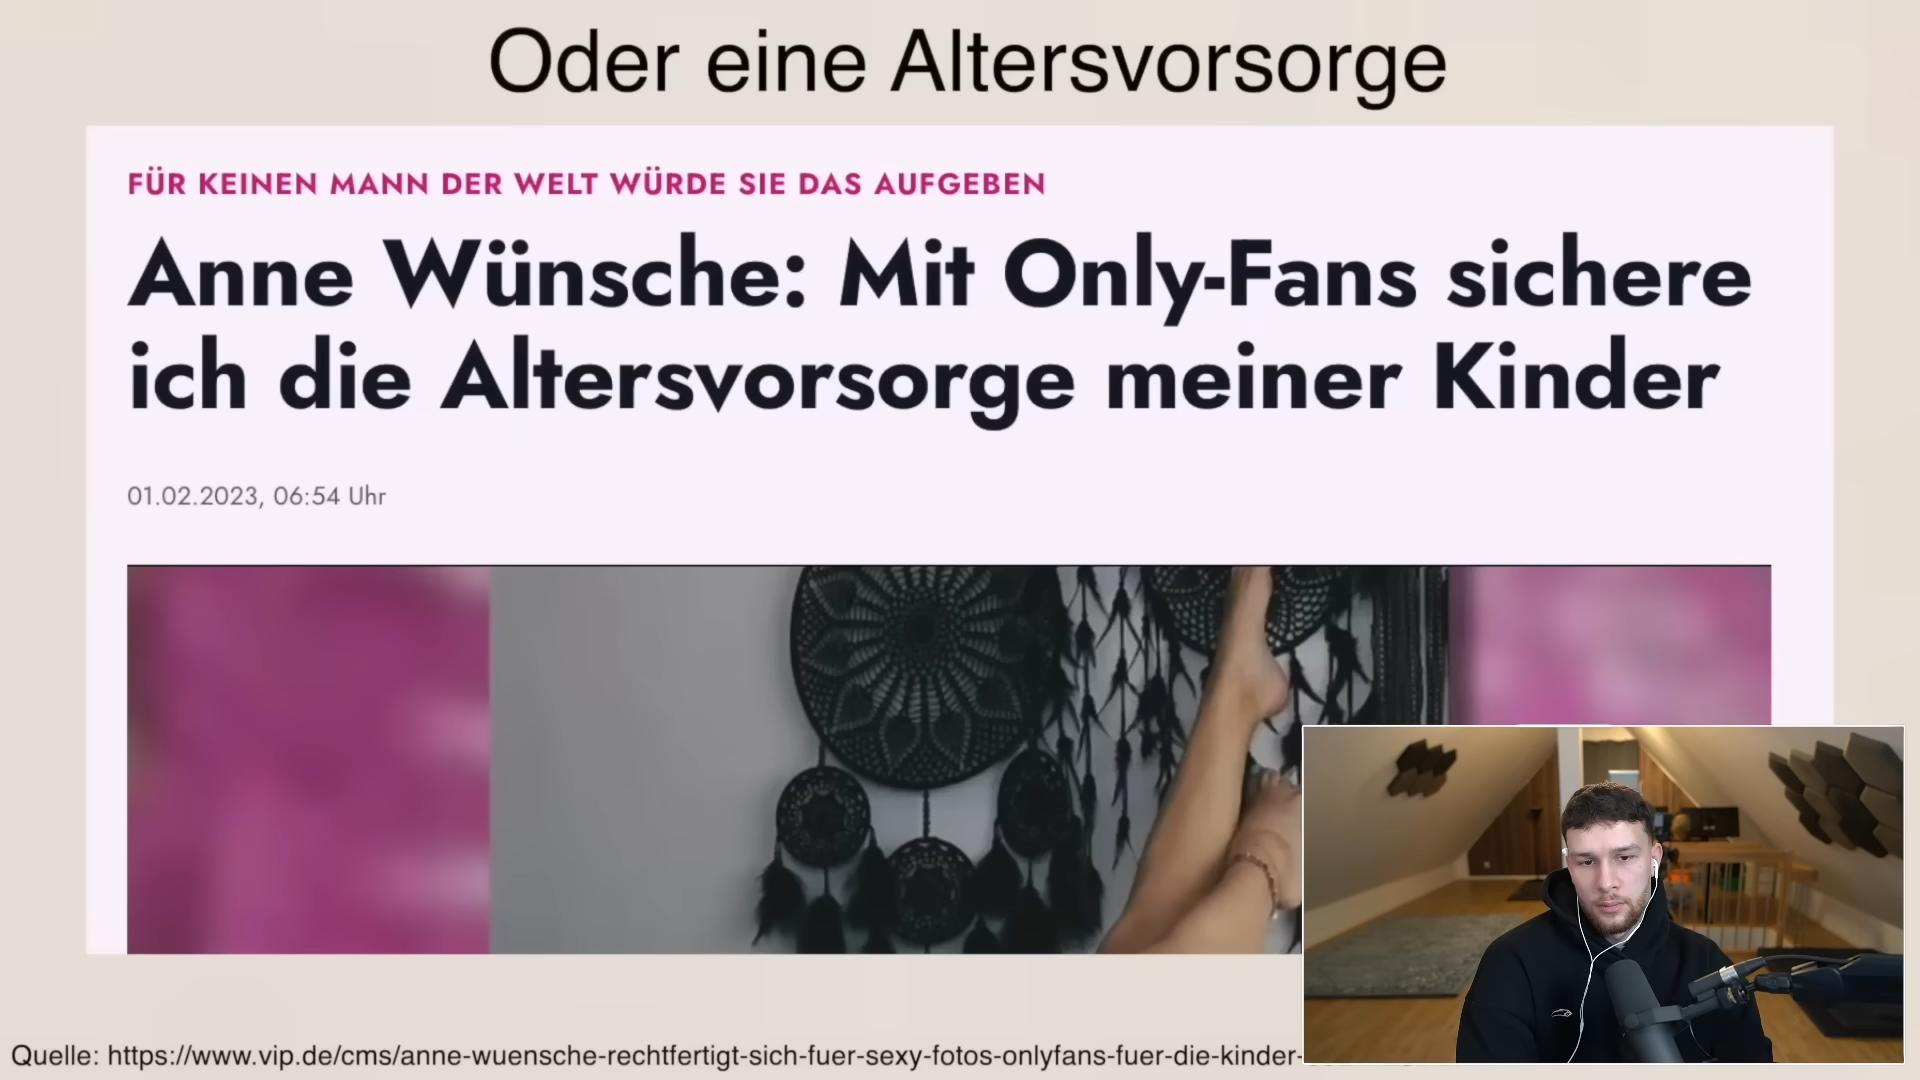 Oder eine Altersvorsorge
FÜR KEINEN MANN DER WELT WÜRDE SIE DAS AUFGEBEN
Anne Wünsche: Mit Only-Fans sichere
ich die Altersvorsorge meiner Kinder
01.02.2023, 06:54 Uhr
Quelle: https://www.vip.de/cms/anne-wuensche-rechtfertigt-sich-fuer-sexy-fotos-onlyfans-fuer-die-kinder-